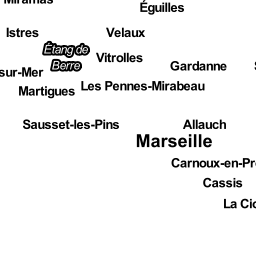 Miramas
Éguilles
Istres
Velaux
Étang de
Berre
Vitrolles
Gardanne
sur-Mer
Martigues
Les Pennes-Mirabeau
Sausset-les-Pins
Allauch
Marseille
Carnoux-en-Pr
Cassis
La Cio